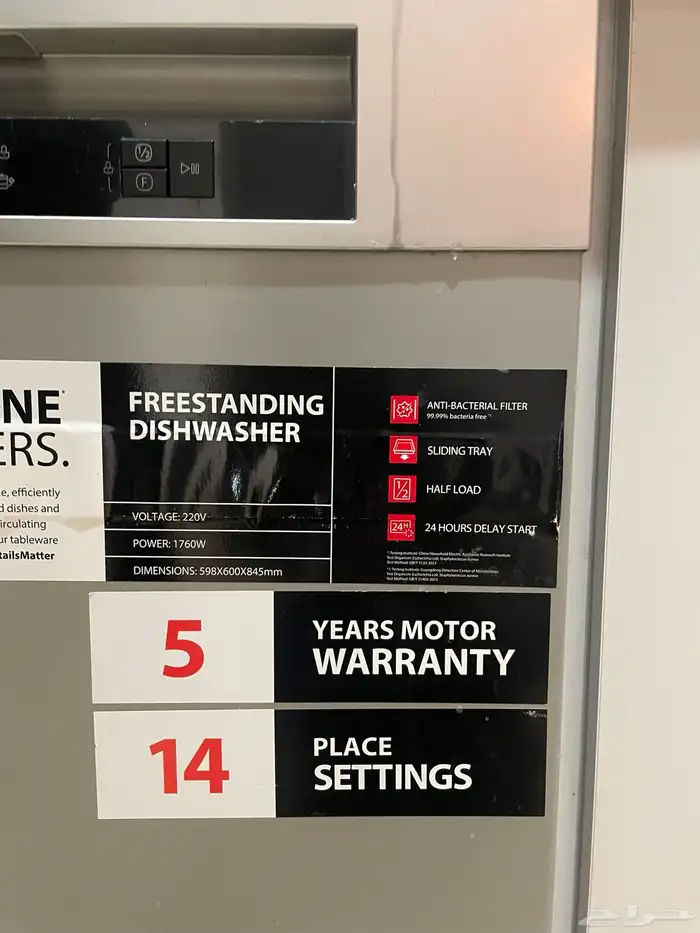 1/2
F
NE
ERS.
e, efficiently
d dishes and
irculating
ur tableware
tailsMatter
FREESTANDING
DISHWASHER
VOLTAGE: 220V
POWER: 1760W
DIMENSIONS: 598X600X845mm
ANTI-BACTERIAL FILTER
99.99% bacteria free *¹
SLIDING TRAY
1/2
HALF LOAD
24H
24 HOURS DELAY START
5
YEARS MOTOR
WARRANTY
14
PLACE
SETTINGS
حراج